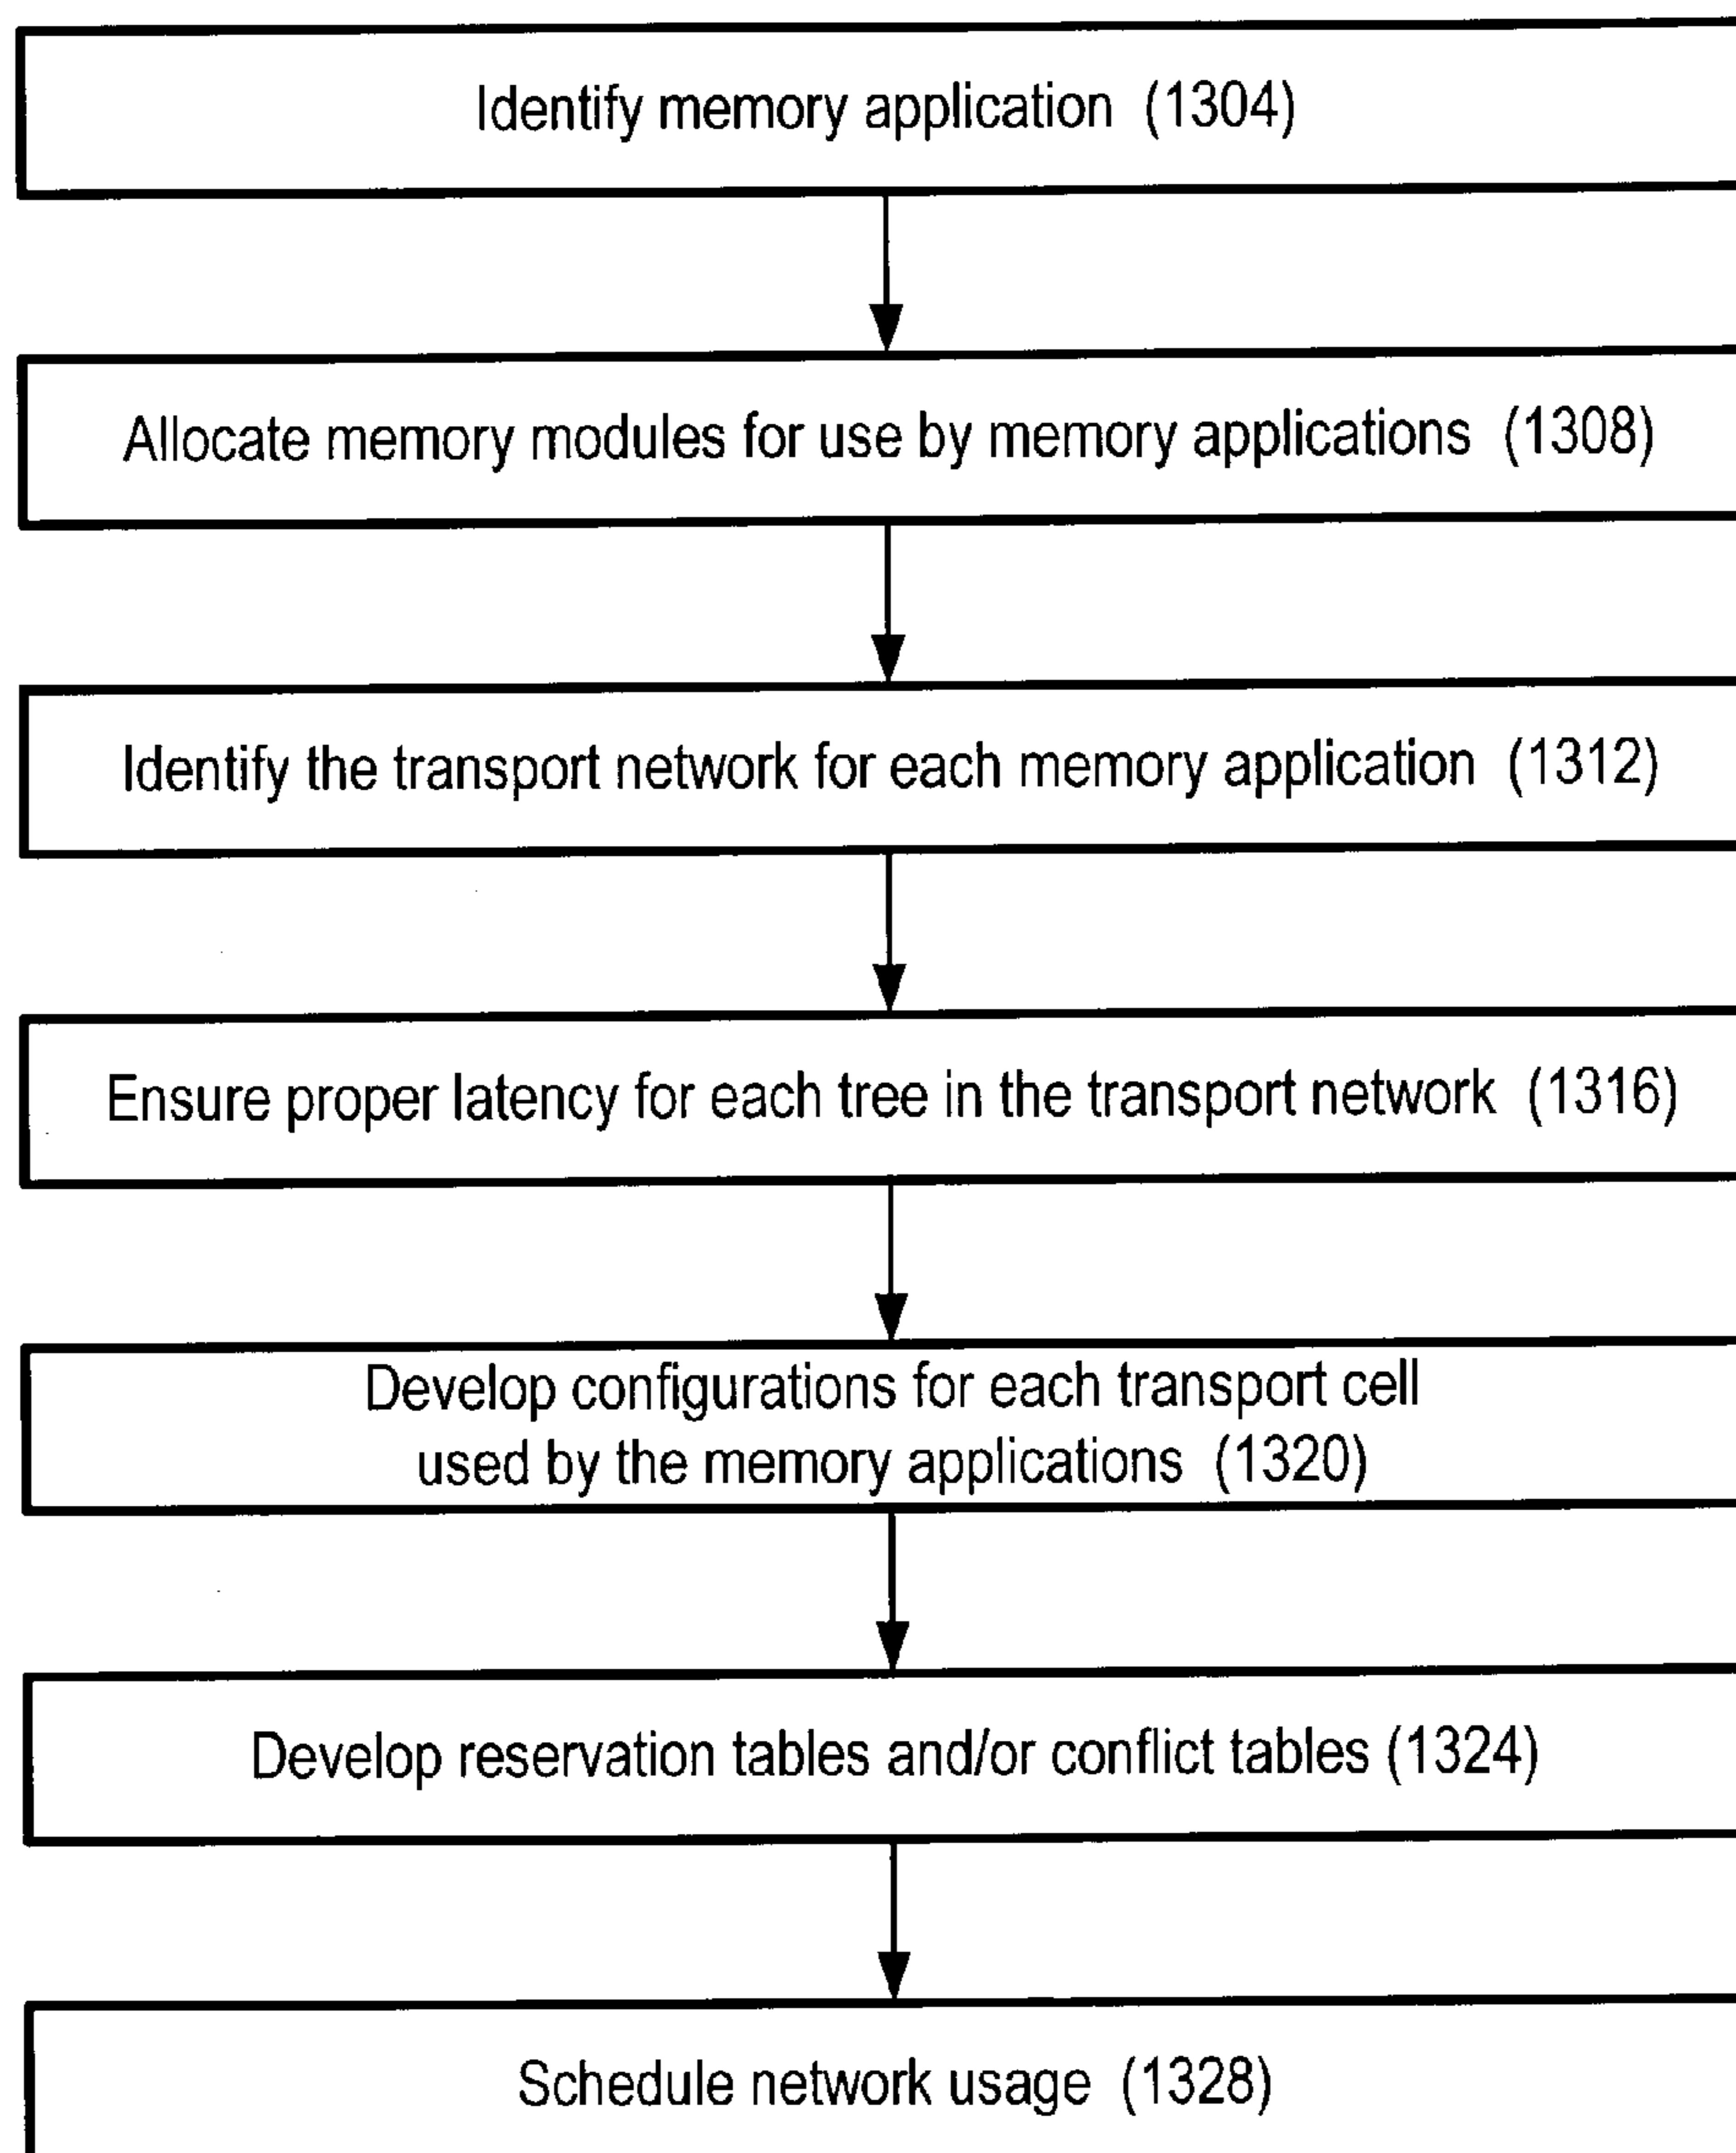 Identify memory application (1304)
Allocate memory modules for use by memory applications (1308)
Identify the transport network for each memory application (1312)
Ensure proper latency for each tree in the transport network (1316)
Develop configurations for each transport cell
used by the memory applications (1320)
Develop reservation tables and/or conflict tables (1324)
Schedule network usage (1328)